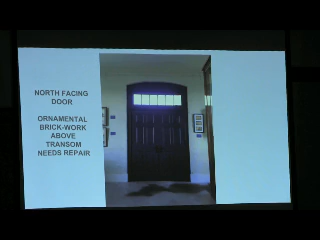 NORTH FACING
DOOR
ORNAMENTAL
BRICK-WORK
ABOVE
TRANSOM
NEEDS REPAIR